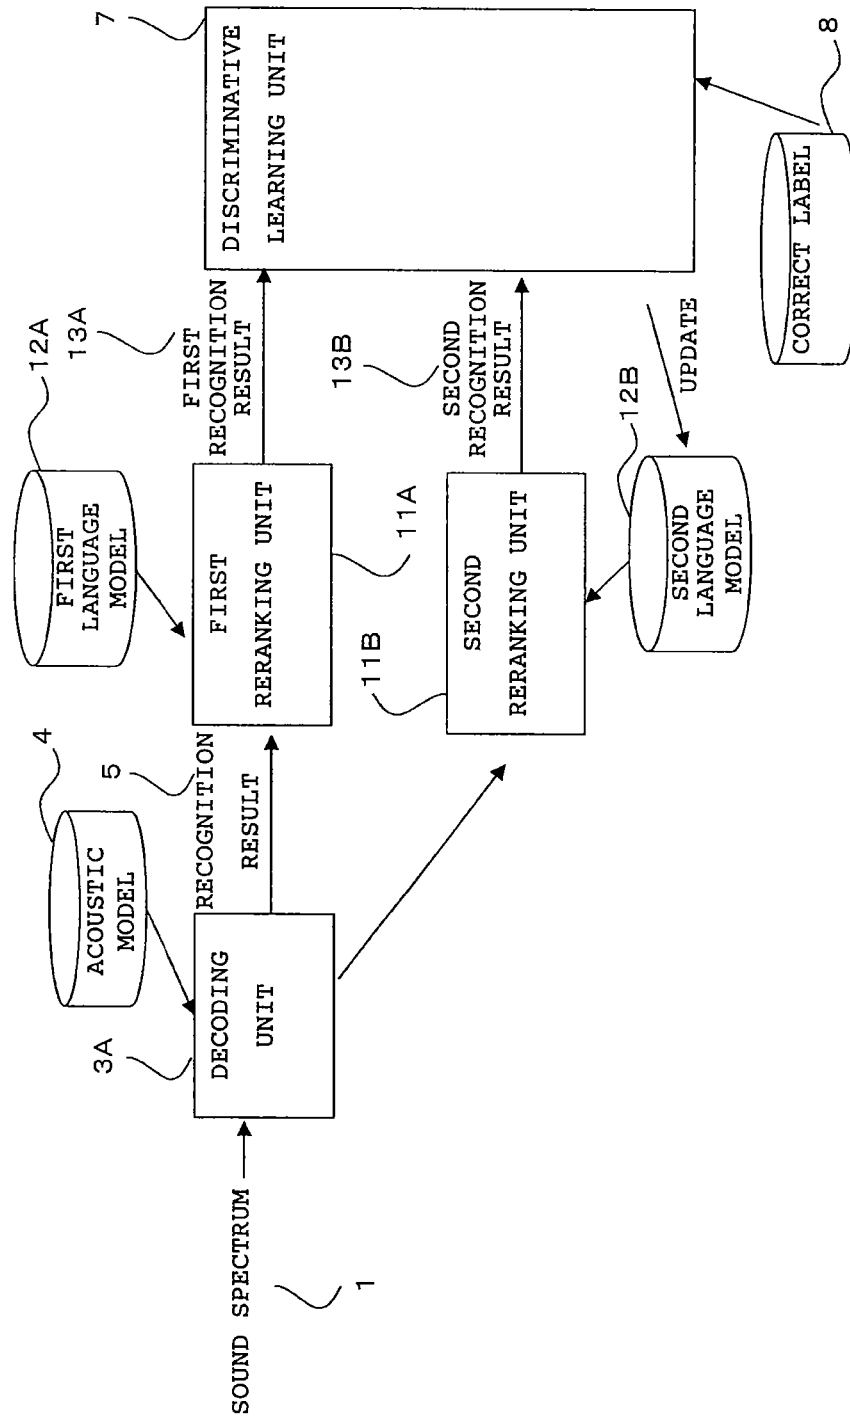 SOUND SPECTRUM
1
3A
DECODING
UNIT
ACOUSTIC
MODEL
4
5
RECOGNITION
RESULT
FIRST
LANGUAGE
MODEL
12A
FIRST
RERANKING UNIT
11A
11B
SECOND
RERANKING UNIT
SECOND
LANGUAGE
MODEL
12B
13A
FIRST
RECOGNITION
RESULT
13B
SECOND
RECOGNITION
RESULT
UPDATE
7
DISCRIMINATIVE
LEARNING UNIT
CORRECT LABEL
8